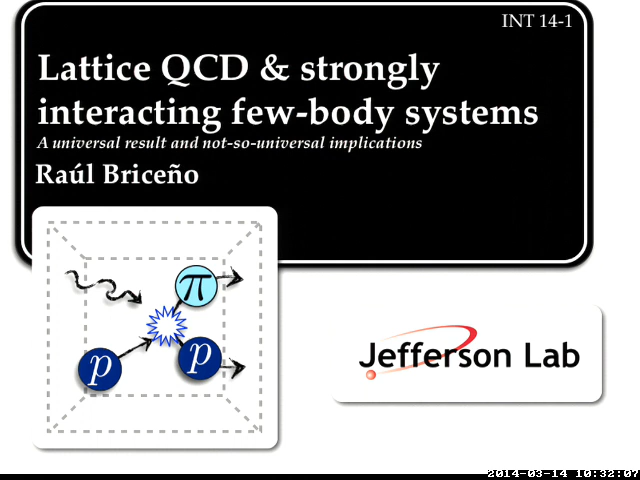 INT 14-1
Lattice QCD & strongly
interacting few-body systems
A universal result and not-so-universal implications
Raúl Briceño
π
p
p
Jefferson Lab
2014-03-14 10:32:07